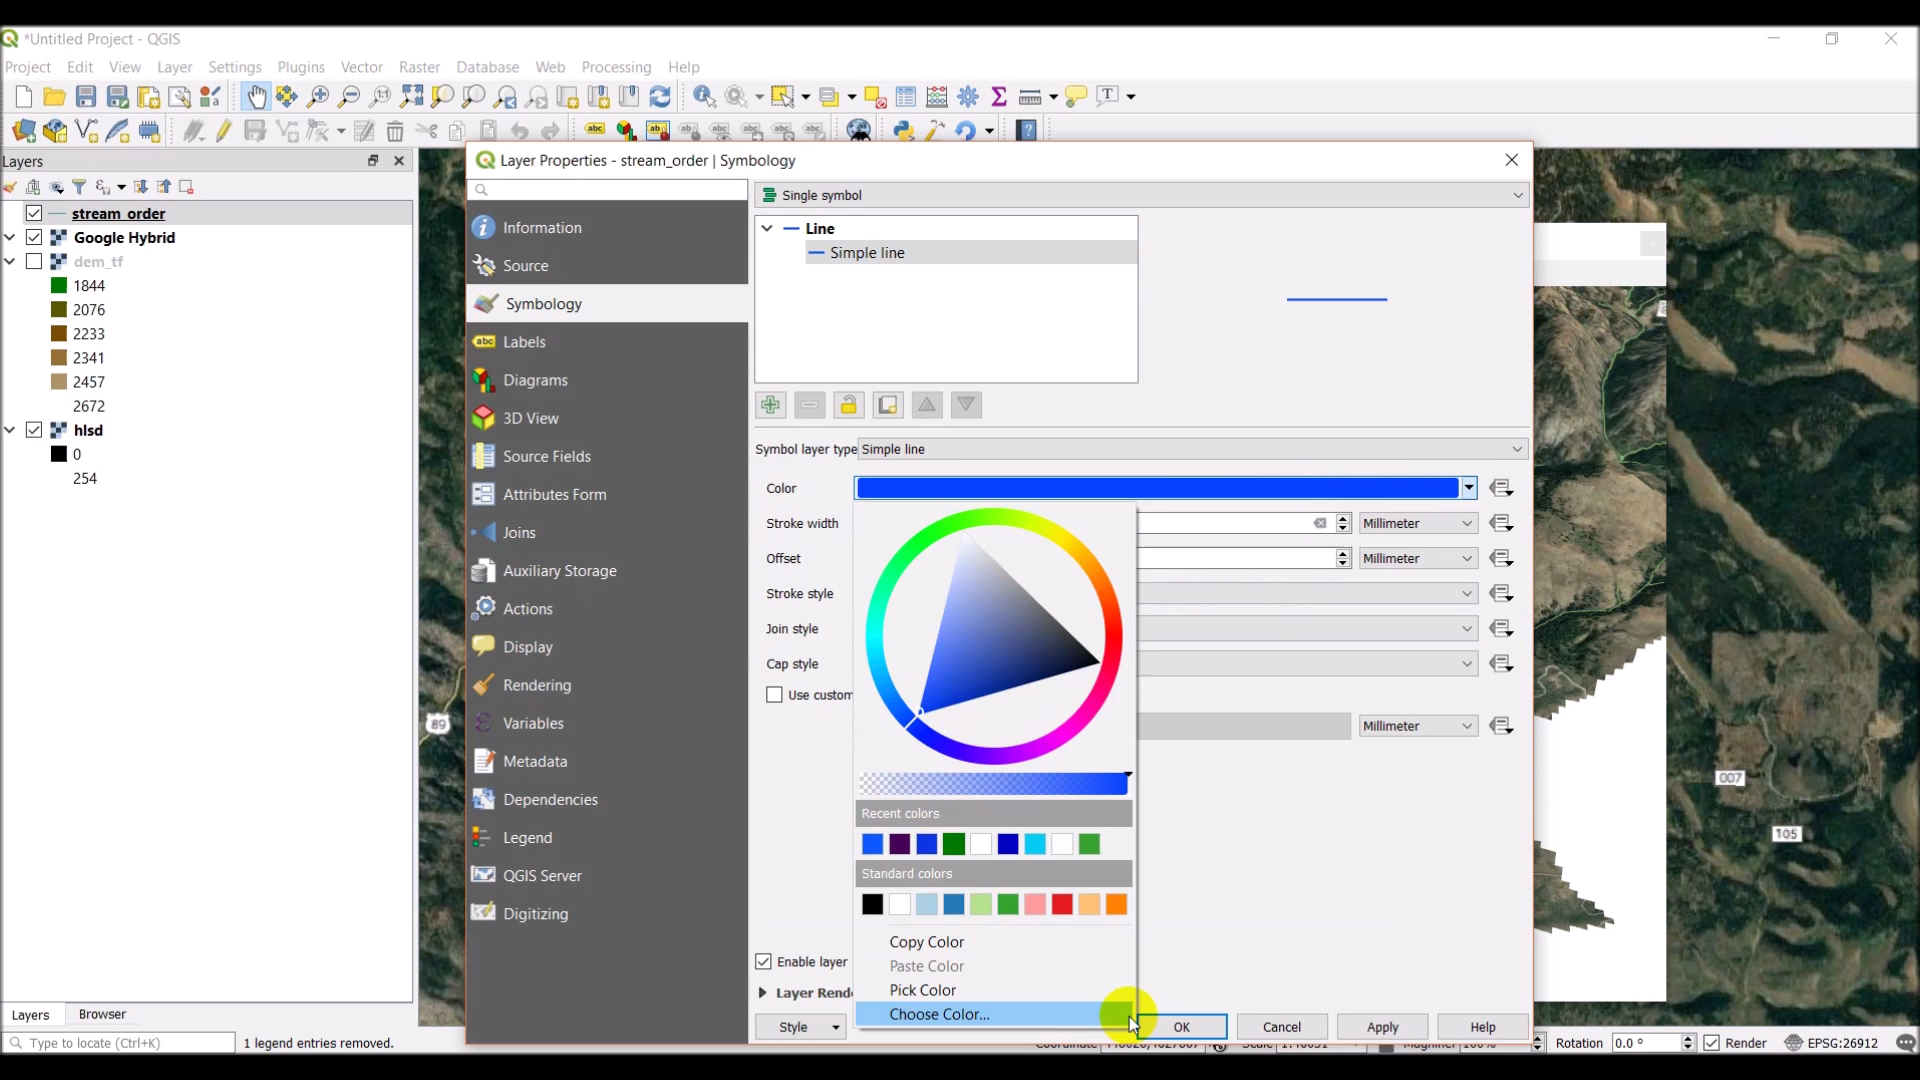 *Untitled Project - QGIS
Project Edit View Layer Settings Plugins Vector Raster Database Web Processing Help
Layers
stream_order
Google Hybrid
dem_tf
1844
2076
2233
2341
2457
2672
hlsd
0
254
Layers Browser
Type to locate (Ctrl+K)
1 legend entries removed.
Layer Properties - stream_order | Symbology
Information
Source
Symbology
Labels
Diagrams
3D View
Source Fields
Attributes Form
Joins
Auxiliary Storage
Actions
Display
Rendering
Variables
Metadata
Dependencies
Legend
QGIS Server
Digitizing
Single symbol
Line
Simple line
Symbol layer type Simple line
Color
Stroke width Millimeter
Offset Millimeter
Stroke style
Join style
Cap style
Use custom
Millimeter
Recent colors
Standard colors
Copy Color
Paste Color
Pick Color
Choose Color...
Enable layer
Layer Rend
Style OK Cancel Apply Help
Rotation 0.0 ° Render EPSG:26912
89
007
105